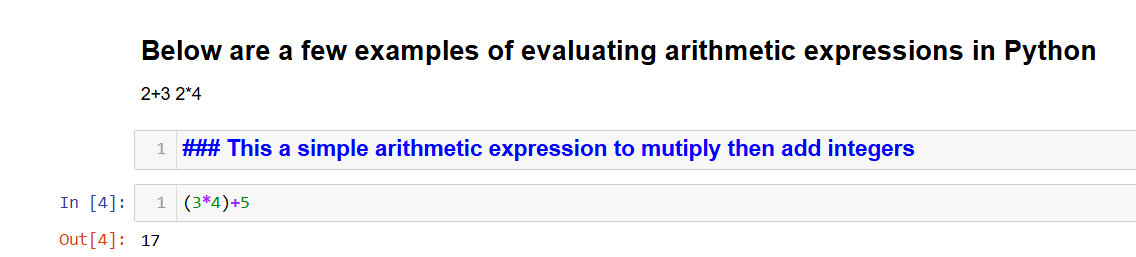 Below are a few examples of evaluating arithmetic expressions in Python
2+3 2*4
1 ### This a simple arithmetic expression to mutiply then add integers
In [4]: 1 (3*4)+5
Out[4]: 17